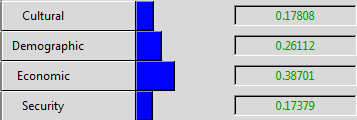 Cultural 0.17808
Demographic 0.26112
Economic 0.38701
Security 0.17379